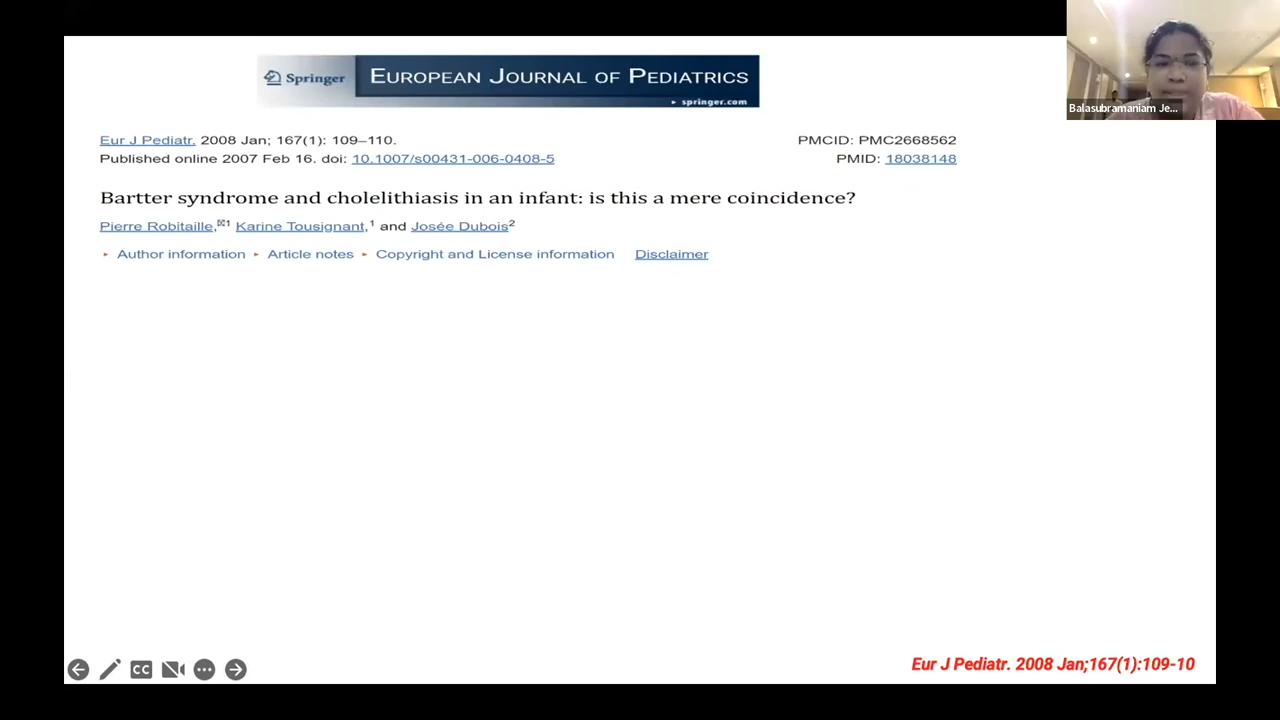 Springer
EUROPEAN JOURNAL OF PEDIATRICS
springer.com
Balasubramaniam Je...
Eur J Pediatr. 2008 Jan; 167(1): 109–110.
PMCID: PMC2668562
Published online 2007 Feb 16. doi: 10.1007/s00431-006-0408-5
PMID: 18038148
Bartter syndrome and cholelithiasis in an infant: is this a mere coincidence?
Pierre Robitaille,✉1 Karine Tousignant,1 and Josée Dubois2
Author information Article notes Copyright and License information Disclaimer
CC
Eur J Pediatr. 2008 Jan;167(1):109-10